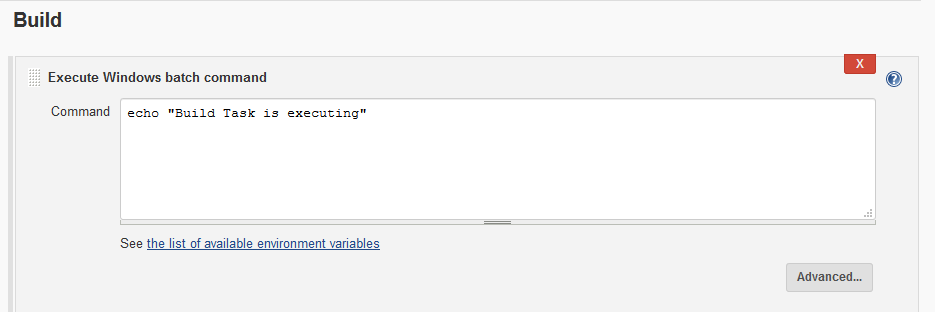 Build
X
Execute Windows batch command
?
Command
echo "Build Task is executing"
See the list of available environment variables
Advanced...